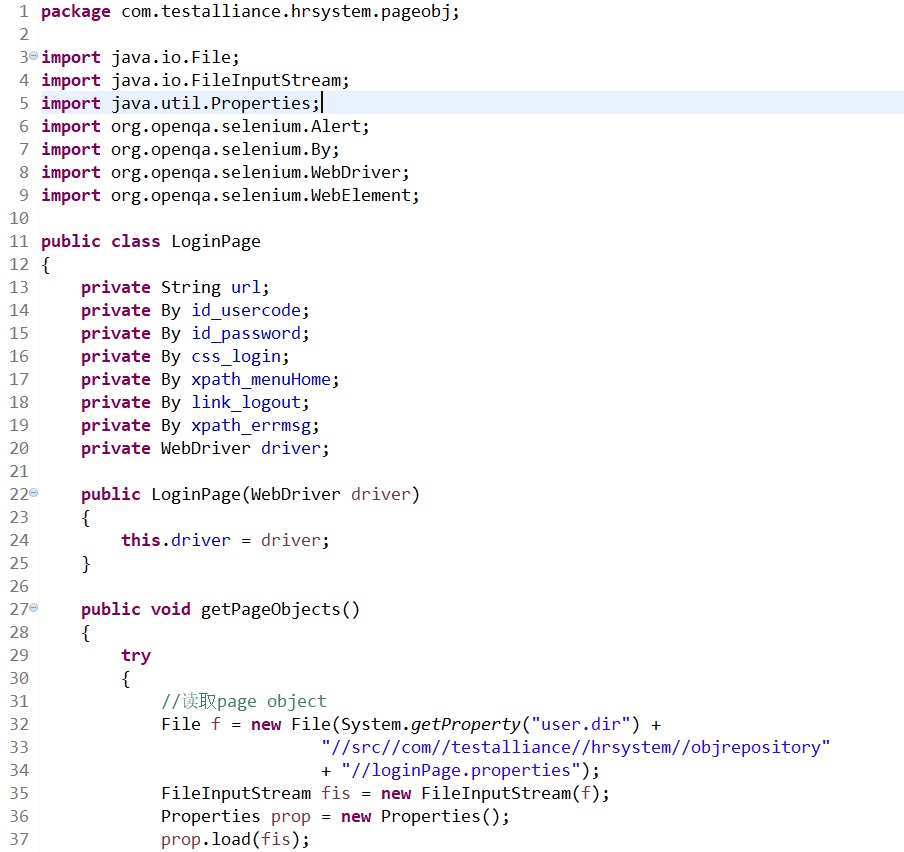 1 package com.testalliance.hrsystem.pageobj;
2
3 import java.io.File;
4 import java.io.FileInputStream;
5 import java.util.Properties;
6 import org.openqa.selenium.Alert;
7 import org.openqa.selenium.By;
8 import org.openqa.selenium.WebDriver;
9 import org.openqa.selenium.WebElement;
10
11 public class LoginPage
12 {
13     private String url;
14     private By id_usercode;
15     private By id_password;
16     private By css_login;
17     private By xpath_menuHome;
18     private By link_logout;
19     private By xpath_errmsg;
20     private WebDriver driver;
21
22     public LoginPage(WebDriver driver)
23     {
24         this.driver = driver;
25     }
26
27     public void getPageObjects()
28     {
29         try
30         {
31             //读取page object
32             File f = new File(System.getProperty("user.dir") +
33                             "//src//com//testalliance//hrsystem//objrepository"
34                             + "//loginPage.properties");
35             FileInputStream fis = new FileInputStream(f);
36             Properties prop = new Properties();
37             prop.load(fis);